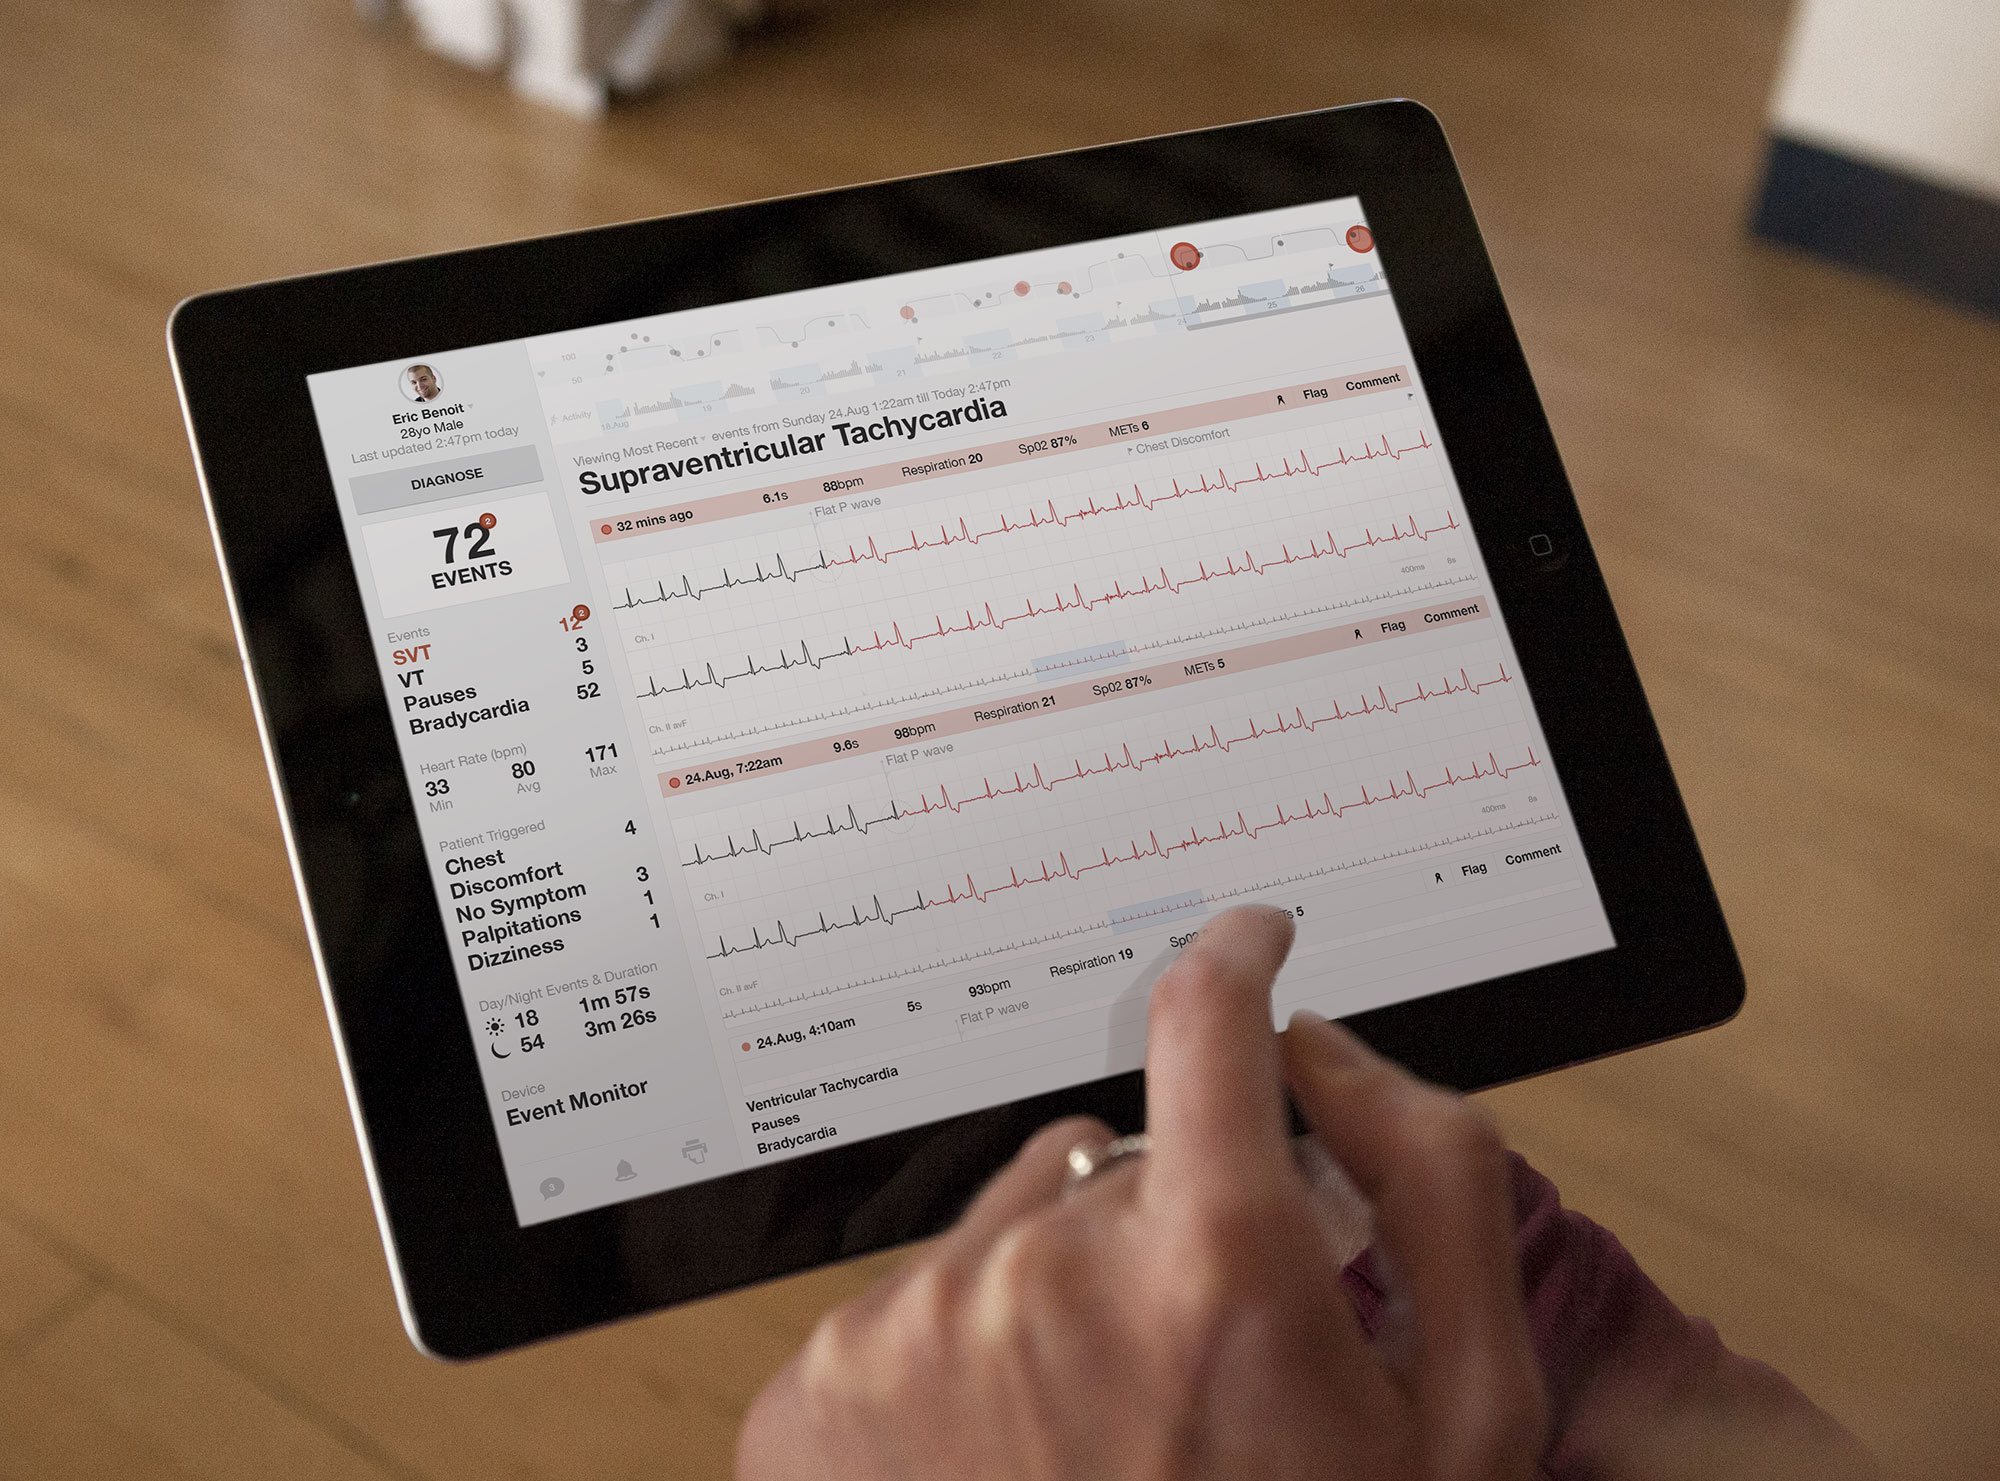 Eric Benoit
28yo Male
Last updated 2:47pm today
DIAGNOSE
72 2
EVENTS
Events
SVT 12 2
VT 3
Pauses 5
Bradycardia 52
Heart Rate (bpm)
33 80 171
Min Avg Max
Patient Triggered
Chest 4
Discomfort
No Symptom 3
Palpitations 1
Dizziness 1
Day/Night Events & Duration
18 1m 57s
54 3m 26s
Device
Event Monitor
3
100
50
Activity
18.Aug 19 20 21 22 23 24 25 26
Viewing Most Recent events from Sunday 24.Aug 1:22am till Today 2:47pm
Supraventricular Tachycardia
32 mins ago 6.1s 88bpm Respiration 20 Sp02 87% METs 6 Flag Comment
Flat P wave Chest Discomfort
Ch. I
400ms 8s
Ch. II avF
24.Aug, 7:22am 9.6s 98bpm Respiration 21 Sp02 87% METs 5 Flag Comment
Flat P wave
Ch. I
400ms 8s
Ch. II avF
24.Aug, 4:10am 5s 93bpm Respiration 19 5 Flag Comment
Flat P wave
Ventricular Tachycardia
Pauses
Bradycardia